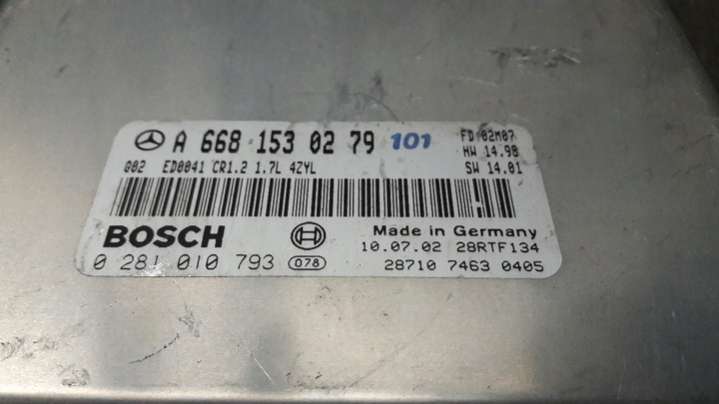 A 668 153 02 79 101 FD 02M07
HW 14.98
G02 ED0041 CR1.2 1.7L 4ZYL SW 14.01
BOSCH Made in Germany
10.07.02 28RTF134
0 281 010 793 078 28710 7463 0405